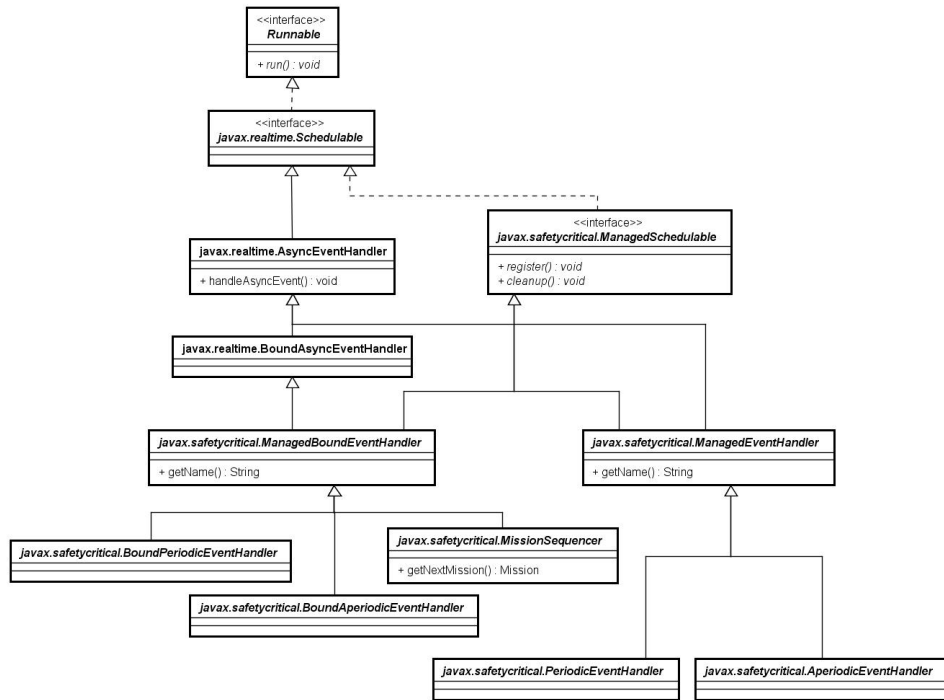 <<interface>>
Runnable
+ run() : void
<<interface>>
javax.realtime.Schedulable
<<interface>>
javax.safetycritical.ManagedSchedulable
+ register() : void
+ cleanup() : void
javax.realtime.AsyncEventHandler
+ handleAsyncEvent() : void
javax.realtime.BoundAsyncEventHandler
javax.safetycritical.ManagedBoundEventHandler
+ getName() : String
javax.safetycritical.ManagedEventHandler
+ getName() : String
javax.safetycritical.BoundPeriodicEventHandler
javax.safetycritical.MissionSequencer
+ getNextMission() : Mission
javax.safetycritical.BoundAperiodicEventHandler
javax.safetycritical.PeriodicEventHandler
javax.safetycritical.AperiodicEventHandler